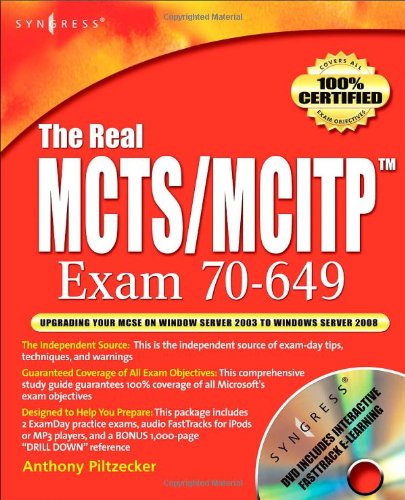 SYNGRESS®
COVERS ALL
100%
CERTIFIED
EXAM OBJECTIVES
The Real
MCTS/MCITP™
Exam 70-649
UPGRADING YOUR MCSE ON WINDOW SERVER 2003 TO WINDOWS SERVER 2008
The Independent Source: This is the independent source of exam-day tips,
techniques, and warnings
Guaranteed Coverage of All Exam Objectives: This comprehensive
study guide guarantees 100% coverage of all Microsoft's
exam objectives
Designed to Help You Prepare: This package includes
2 ExamDay practice exams, audio FastTracks for iPods
or MP3 players, and a BONUS 1,000-page
"DRILL DOWN" reference
Anthony Piltzecker
SYNGRESS®
DVD INCLUDES INTERACTIVE
FASTTRACK E-LEARNING